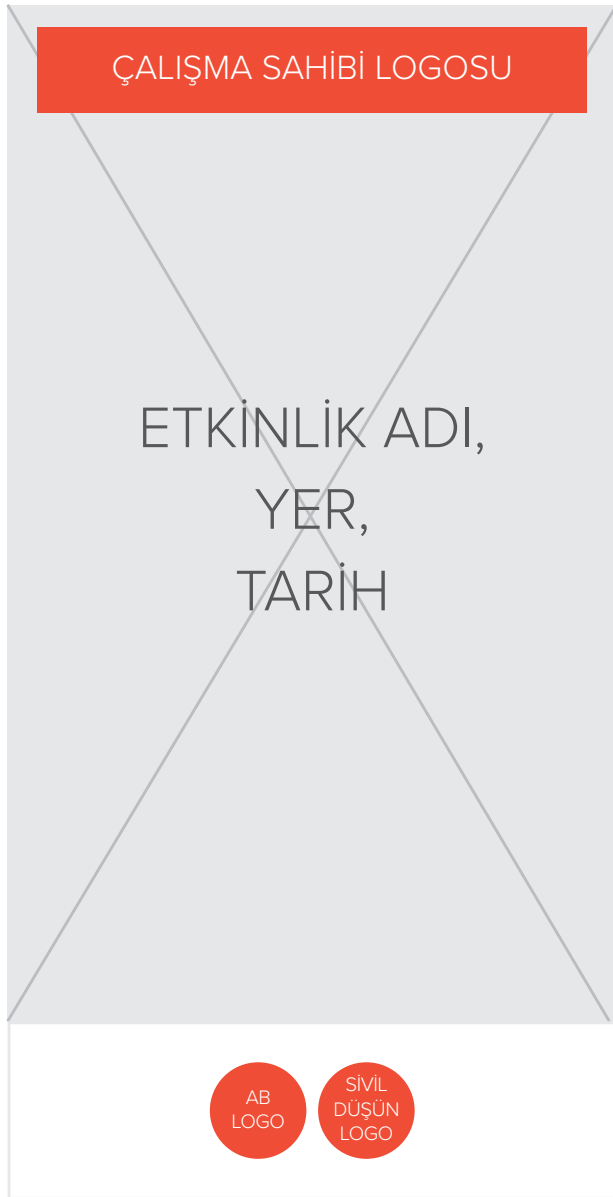 ÇALIŞMA SAHİBİ LOGOSU
ETKİNLİK ADI,
YER,
TARİH
AB
LOGO
SİVİL
DÜŞÜN
LOGO